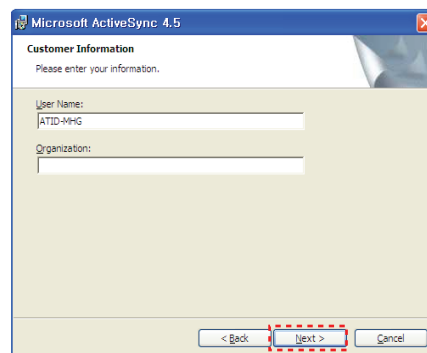 Microsoft ActiveSync 4.5
Customer Information
Please enter your information.
User Name:
ATID-MHG
Organization:
< Back
Next >
Cancel